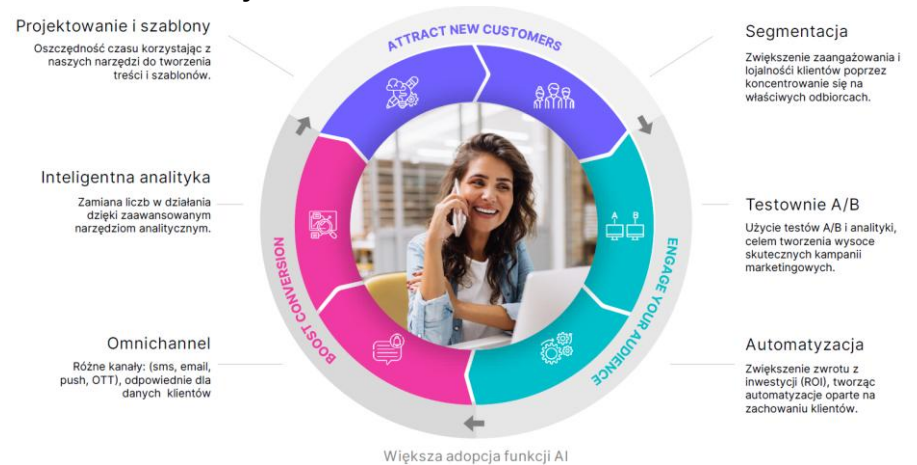 Projektowanie i szablony
Oszczędność czasu korzystając z
naszych narzędzi do tworzenia
treści i szablonów.
ATTRACT NEW CUSTOMERS
Segmentacja
Zwiększenie zaangażowania i
lojalnośći klientów poprzez
koncentrowanie się na
właściwych odbiorcach.
Inteligentna analityka
Zamiana liczb w działania
dzięki zaawansowanym
narzędziom analitycznym.
A B
Testownie A/B
Użycie testów A/B i analityki,
celem tworzenia wysoce
skutecznych kampanii
marketingowych.
BOOST CONVERSION
ENGAGE YOUR AUDIENCE
Omnichannel
Różne kanały: (sms, email,
push, OTT), odpowiednie dla
danych klientów
Automatyzacja
Zwiększenie zwrotu z
inwestycji (ROI), tworząc
automatyzacje oparte na
zachowaniu klientów.
Większa adopcja funkcji AI